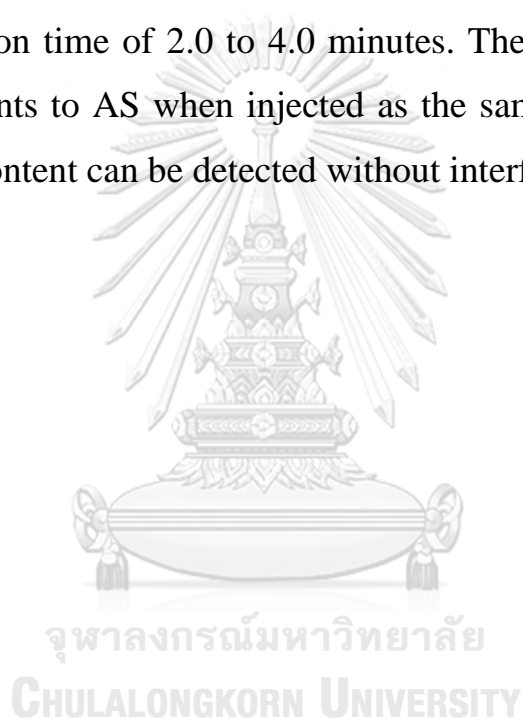 on time of 2.0 to 4.0 minutes. The
nts to AS when injected as the sam
ontent can be detected without interf
จุฬาลงกรณ์มหาวิทยาลัย
CHULALONGKORN UNIVERSITY